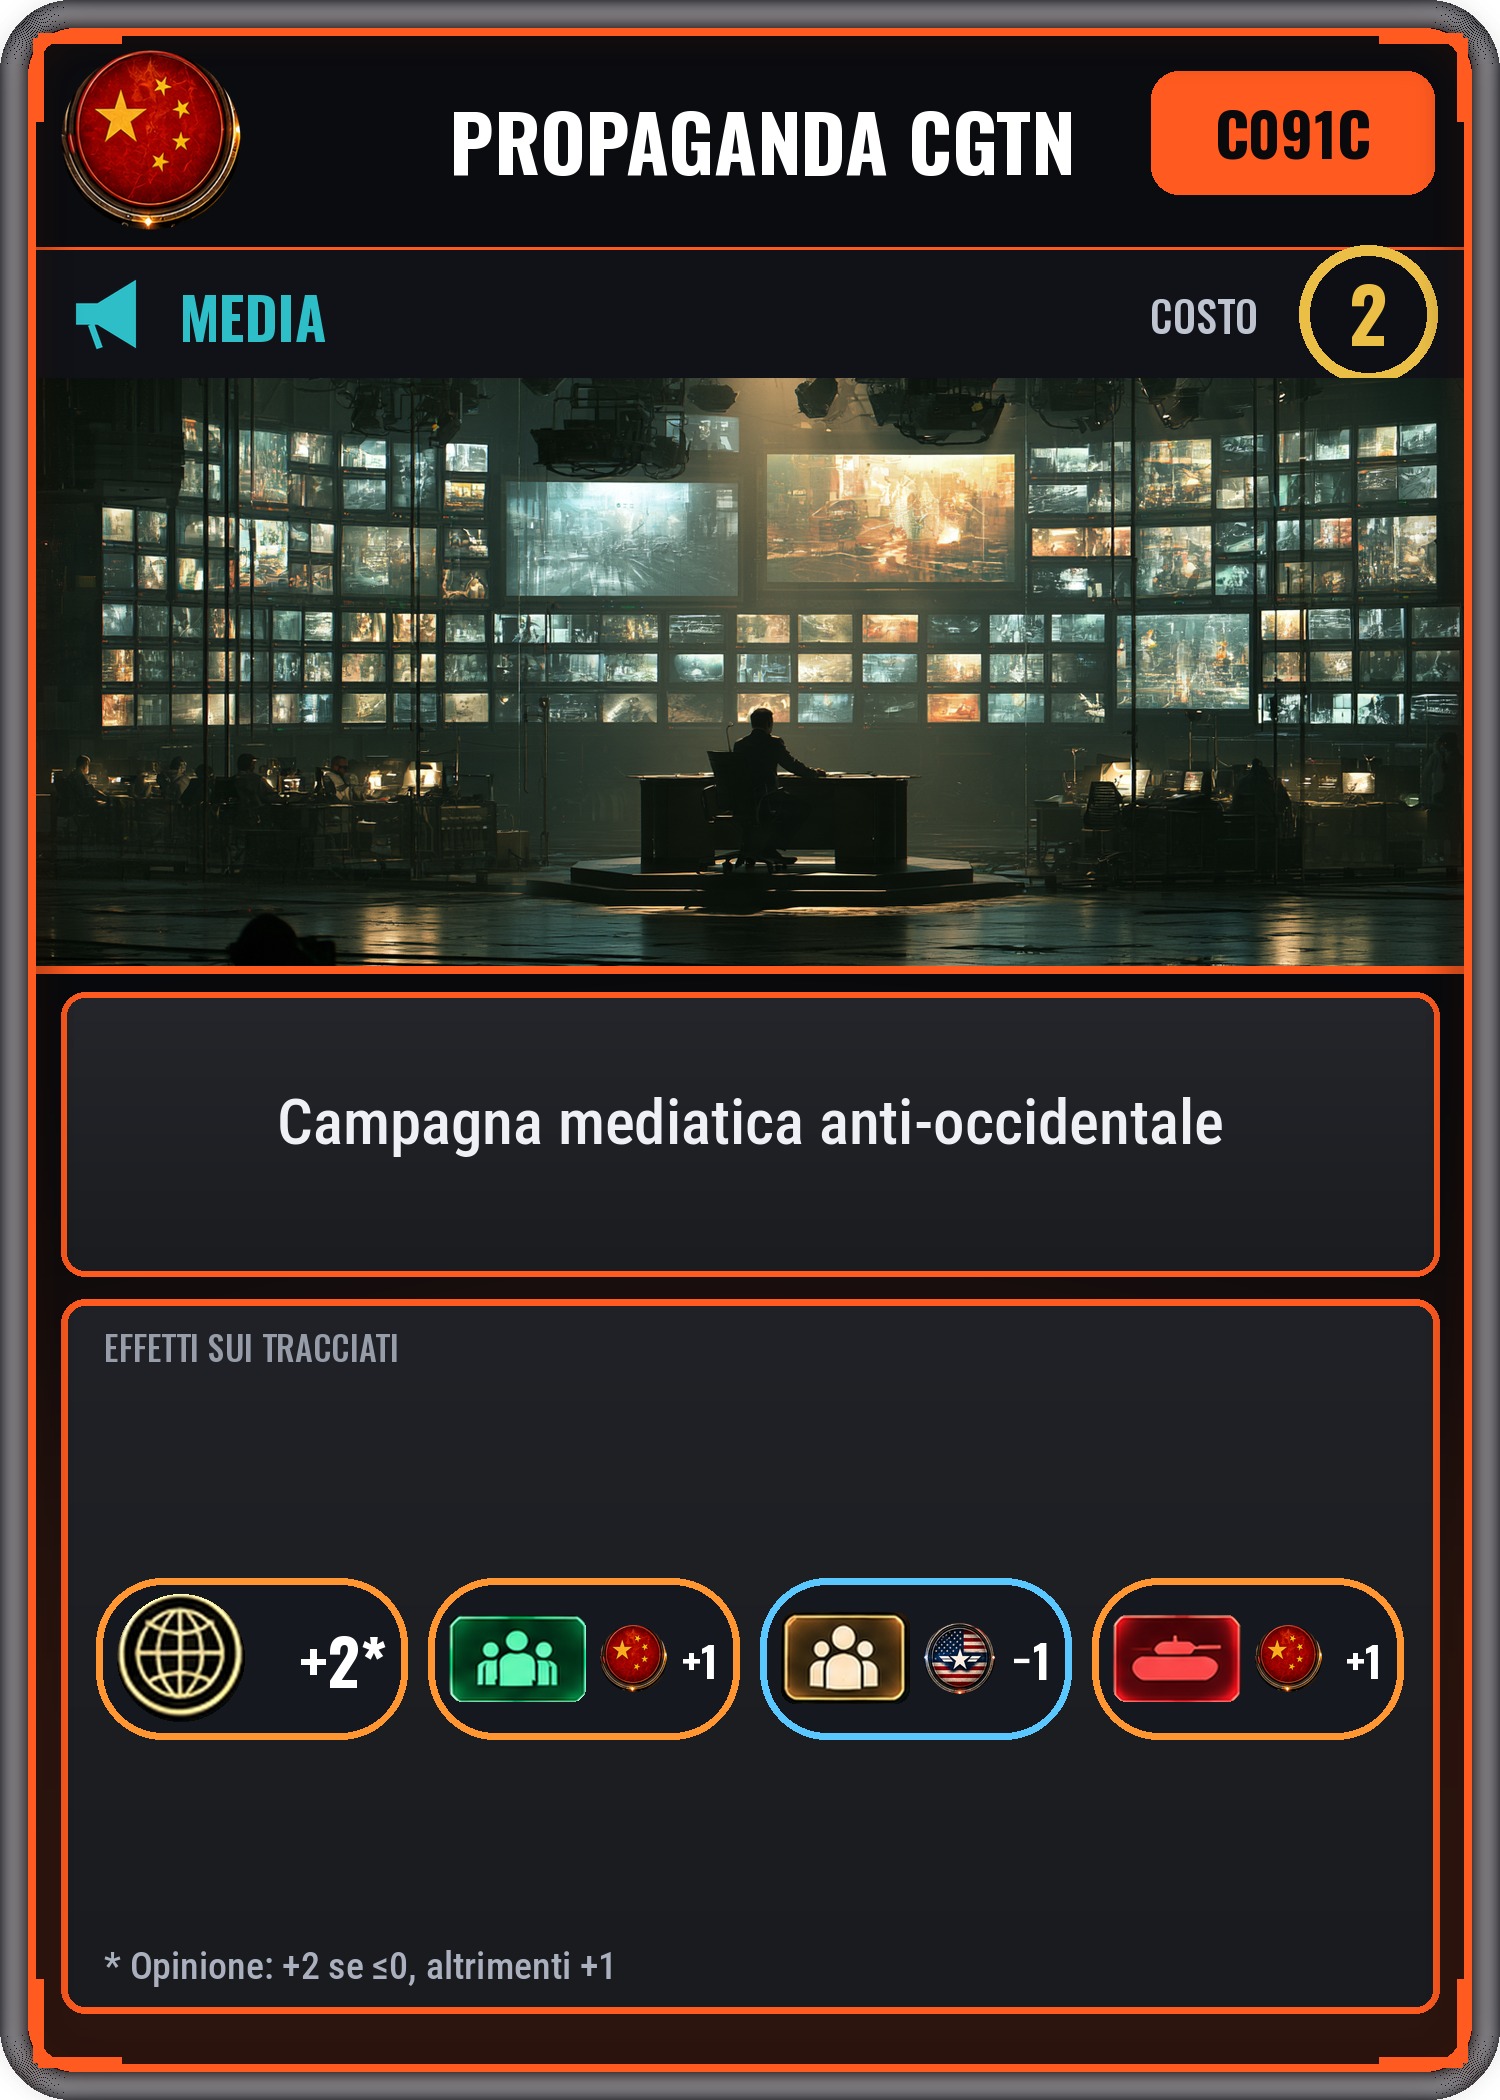 PROPAGANDA CGTN
C091C
MEDIA
COSTO
2
Campagna mediatica anti-occidentale
EFFETTI SUI TRACCIATI
+2*
+1
-1
+1
* Opinione: +2 se ≤0, altrimenti +1